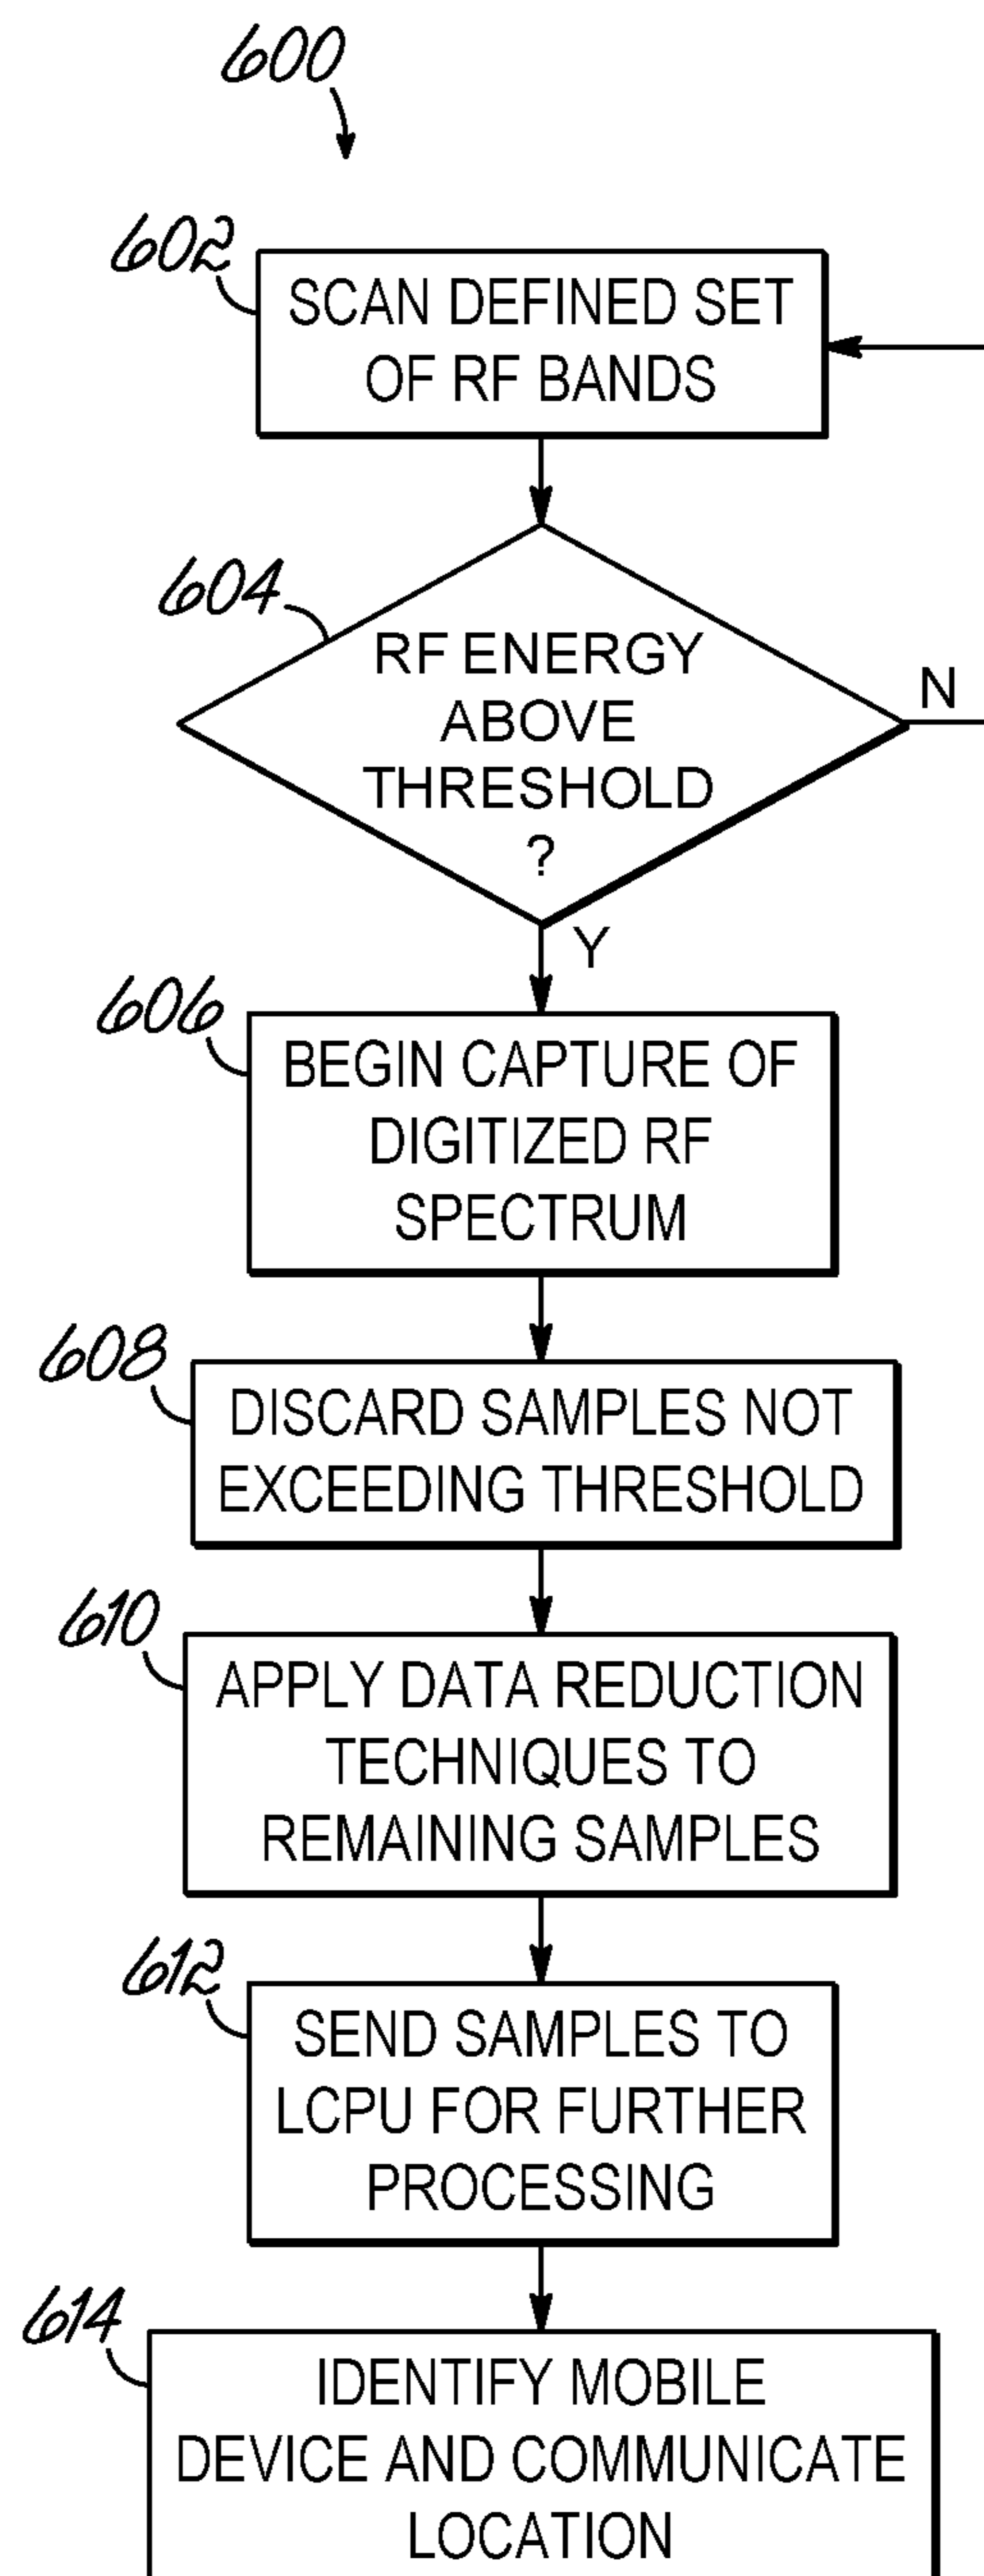 600
602
SCAN DEFINED SET
OF RF BANDS
604
RF ENERGY
ABOVE
THRESHOLD
?
N
Y
606
BEGIN CAPTURE OF
DIGITIZED RF
SPECTRUM
608
DISCARD SAMPLES NOT
EXCEEDING THRESHOLD
610
APPLY DATA REDUCTION
TECHNIQUES TO
REMAINING SAMPLES
612
SEND SAMPLES TO
LCPU FOR FURTHER
PROCESSING
614
IDENTIFY MOBILE
DEVICE AND COMMUNICATE
LOCATION